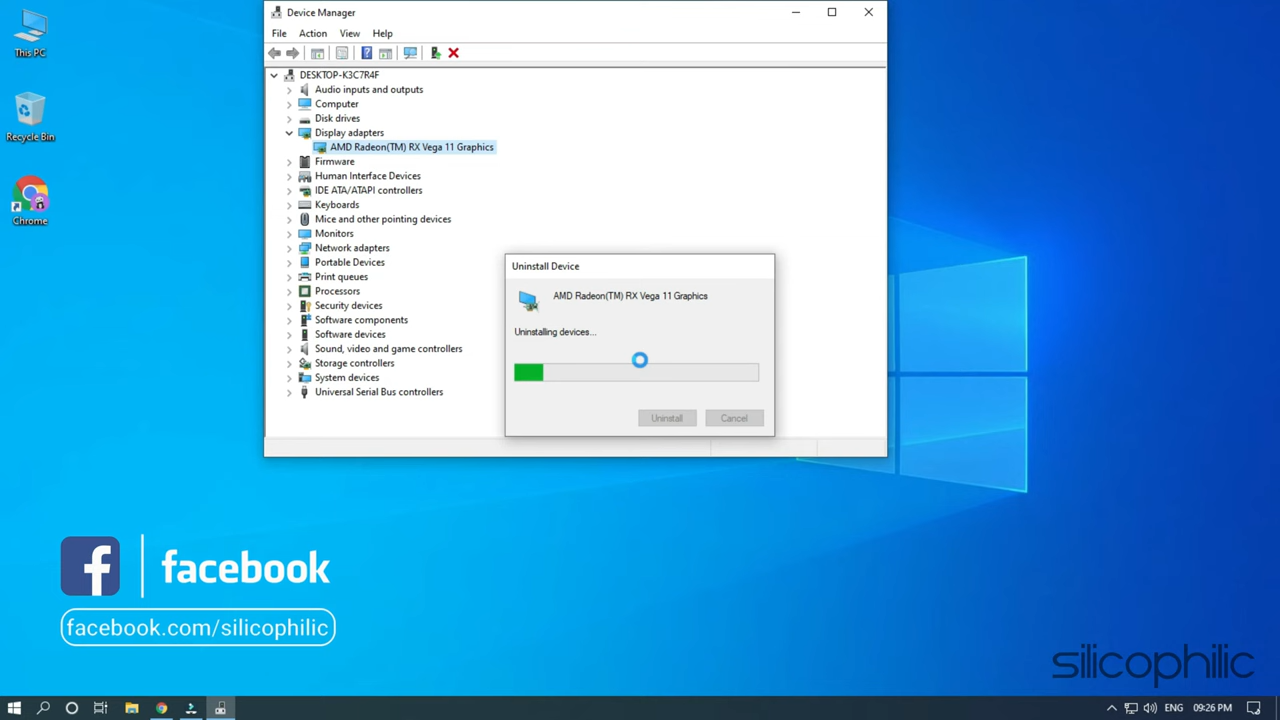 This PC
Recycle Bin
Chrome
Device Manager
File Action View Help
DESKTOP-K3C7R4F
Audio inputs and outputs
Computer
Disk drives
Display adapters
AMD Radeon(TM) RX Vega 11 Graphics
Firmware
Human Interface Devices
IDE ATA/ATAPI controllers
Keyboards
Mice and other pointing devices
Monitors
Network adapters
Portable Devices
Print queues
Processors
Security devices
Software components
Software devices
Sound, video and game controllers
Storage controllers
System devices
Universal Serial Bus controllers
Uninstall Device
AMD Radeon(TM) RX Vega 11 Graphics
Uninstalling devices...
Uninstall Cancel
facebook
facebook.com/silicophilic
silicophilic
ENG 09:26 PM